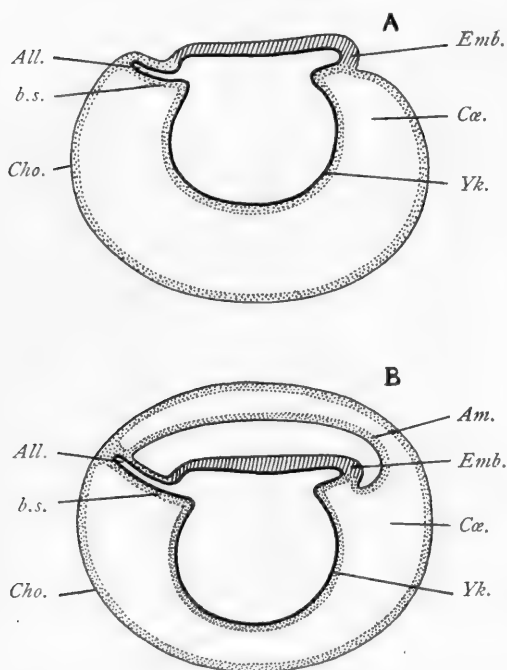 A
All.
Emb.
b.s.
Cœ.
Cho.
Yk.
B
Am.
All.
Emb.
b.s.
Cœ.
Cho.
Yk.